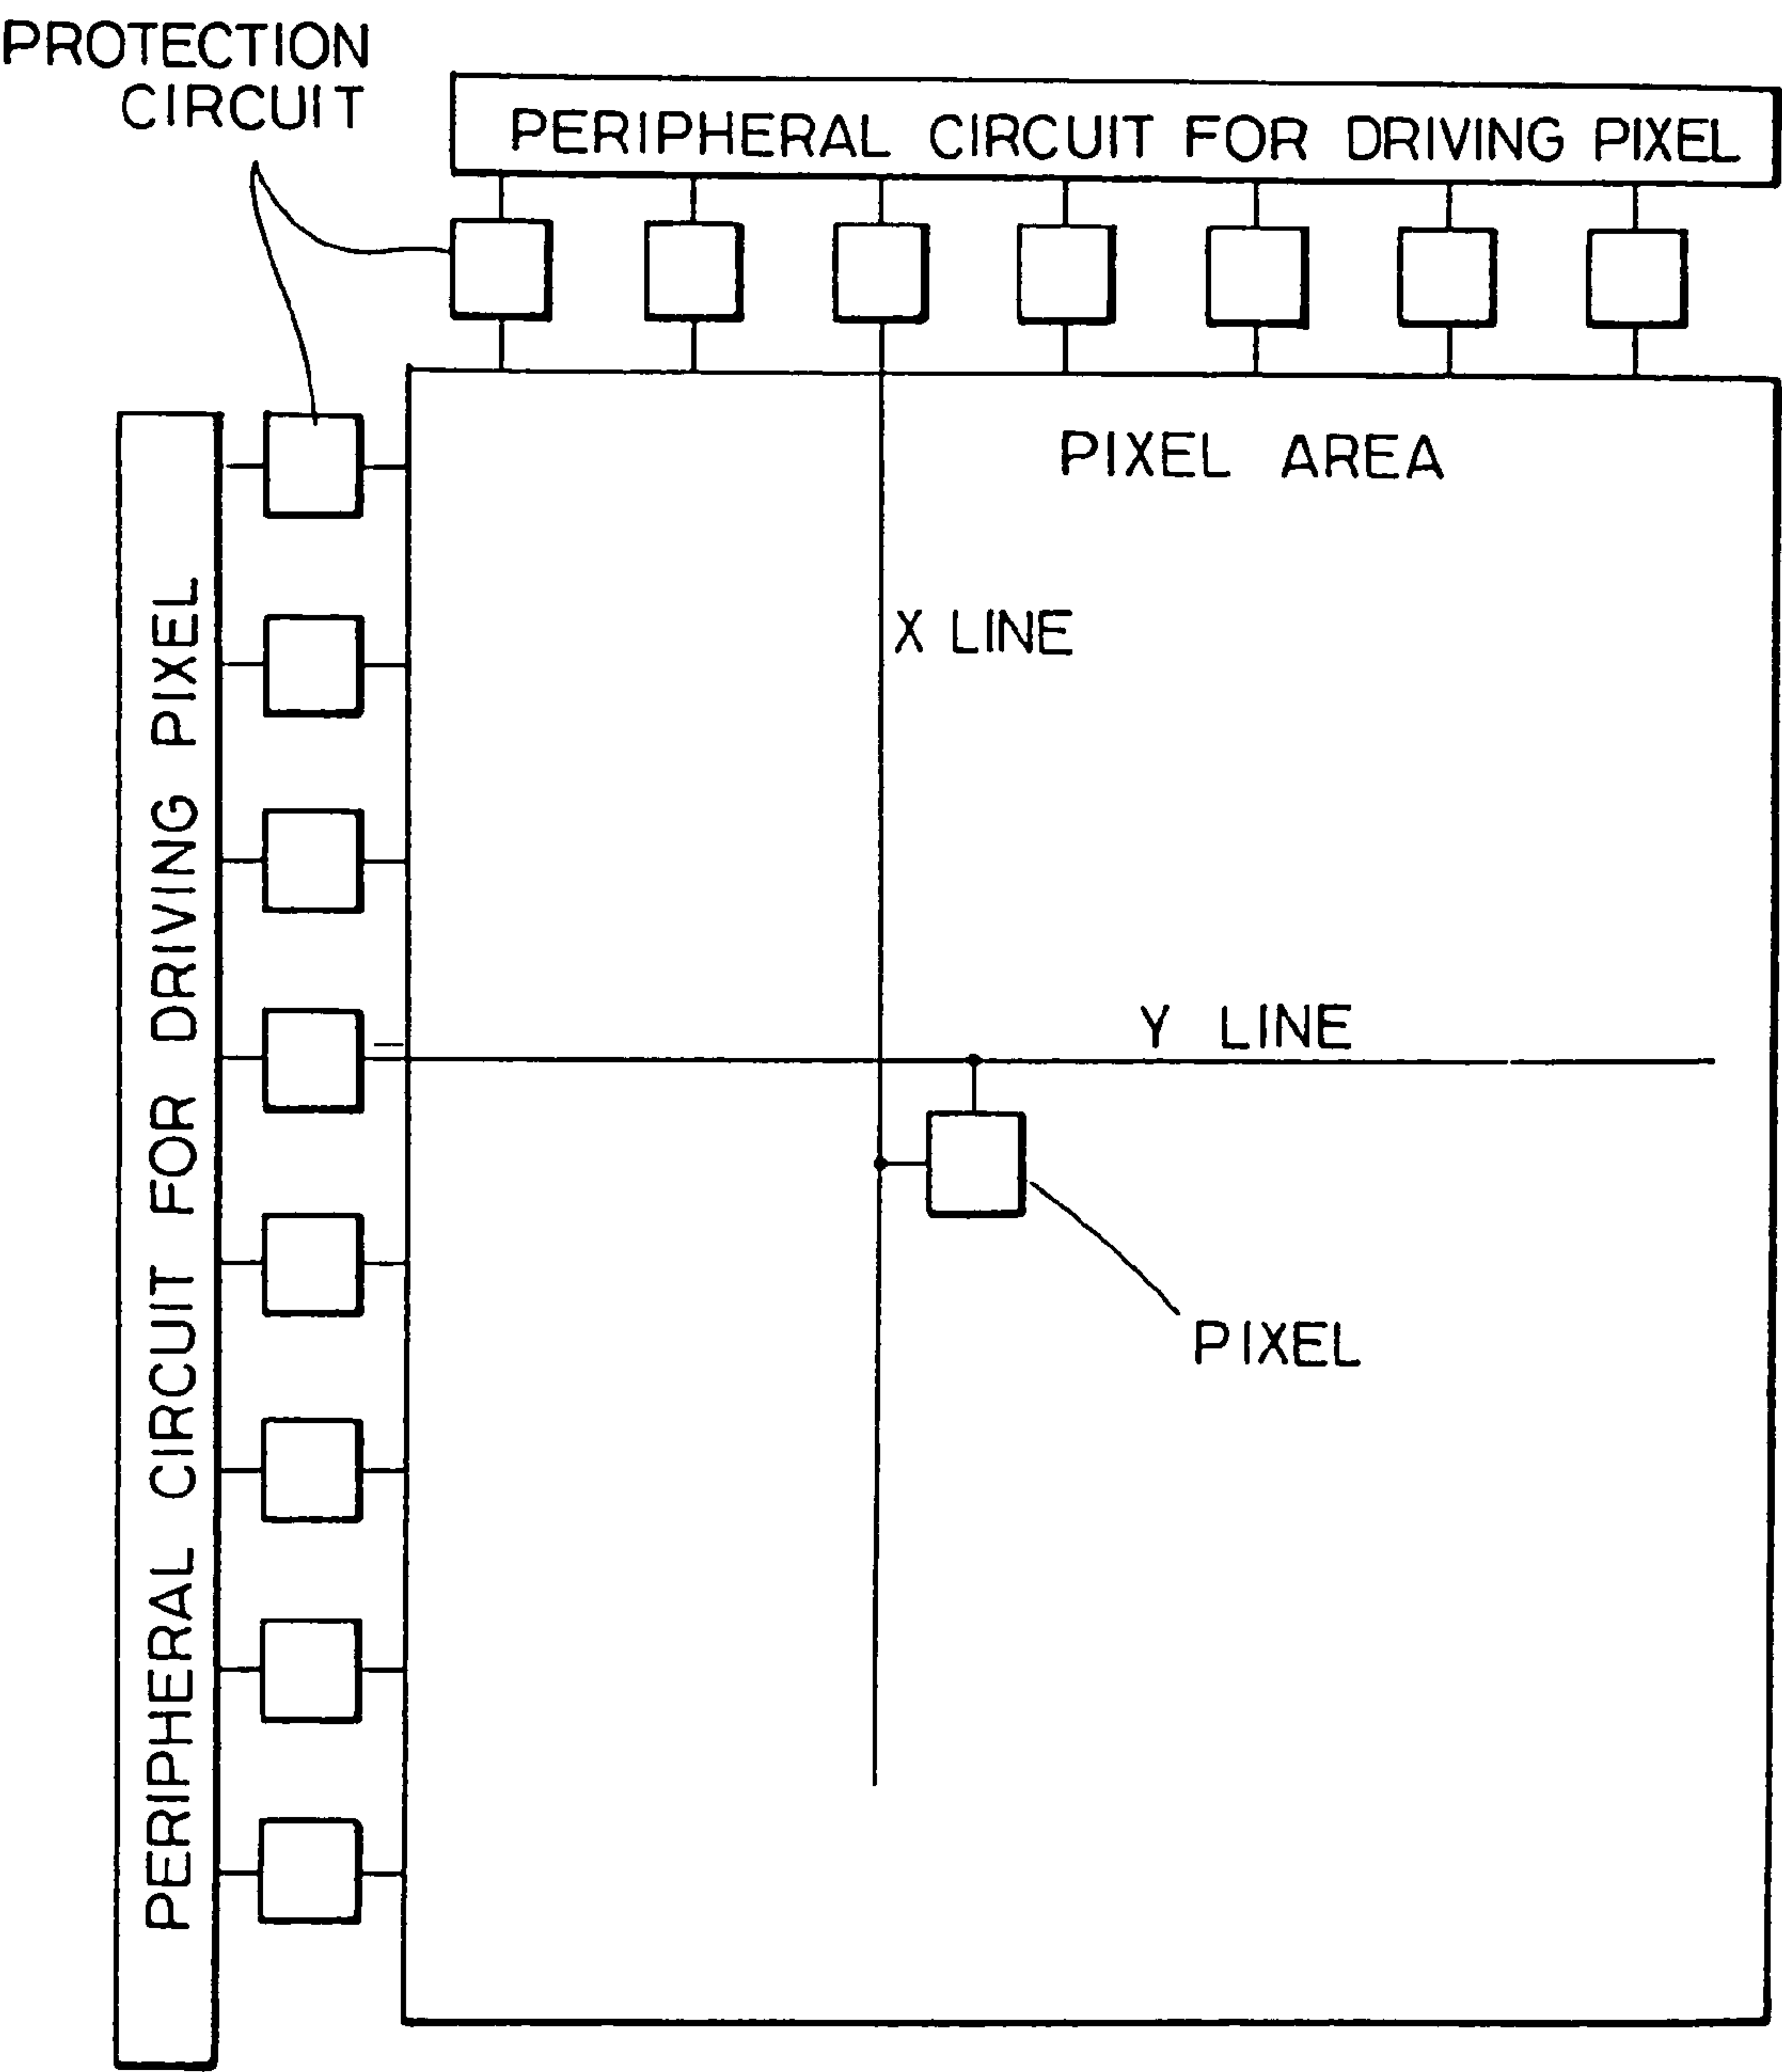 PROTECTION
CIRCUIT
PERIPHERAL CIRCUIT FOR DRIVING PIXEL
PIXEL AREA
X LINE
Y LINE
PIXEL
PERIPHERAL CIRCUIT FOR DRIVING PIXEL